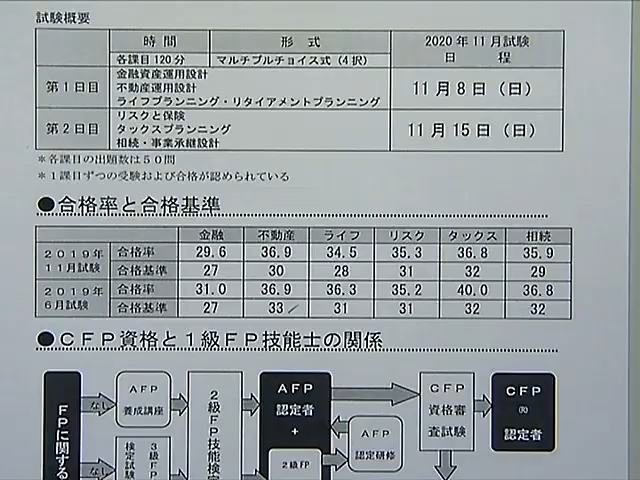 試験概要
時間 形式 2020年11月試験
各課目120分 マルチプルチョイス式(4択) 日程
第1日目 金融資産運用設計 11月8日(日)
不動産運用設計
ライフプランニング・リタイアメントプランニング
第2日目 リスクと保険 11月15日(日)
タックスプランニング
相続・事業承継設計
＊各課目の出題数は50問
＊1課目ずつの受験および合格が認められている
●合格率と合格基準
金融 不動産 ライフ リスク タックス 相続
2019年11月試験 合格率 29.6 36.9 34.5 35.3 36.8 35.9
合格基準 27 30 28 31 32 29
2019年6月試験 合格率 31.0 36.9 36.3 35.2 40.0 36.8
合格基準 27 33 31 31 32 32
●CFP資格と1級FP技能士の関係
FPに関する
なし
AFP
養成講座
2級FP技能検定
AFP
認定者
+
2級FP
CFP
資格審
査試験
CFP
(R)
認定者
AFP
認定研修
なし
3級FP
検定試験